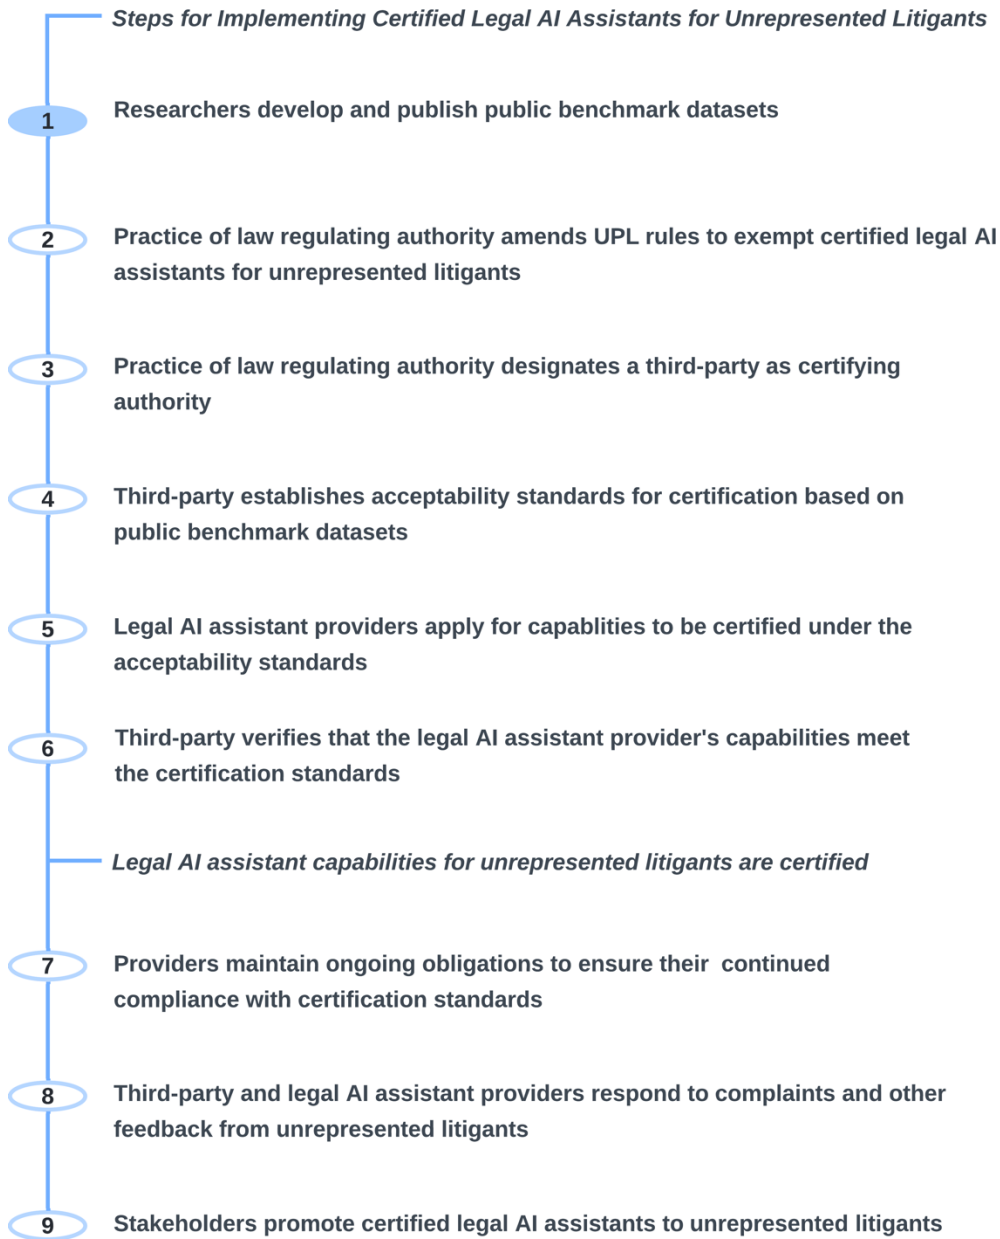 Steps for Implementing Certified Legal AI Assistants for Unrepresented Litigants
1
Researchers develop and publish public benchmark datasets
2
Practice of law regulating authority amends UPL rules to exempt certified legal AI
assistants for unrepresented litigants
3
Practice of law regulating authority designates a third-party as certifying
authority
4
Third-party establishes acceptability standards for certification based on
public benchmark datasets
5
Legal AI assistant providers apply for capablities to be certified under the
acceptability standards
6
Third-party verifies that the legal AI assistant provider's capabilities meet
the certification standards
Legal AI assistant capabilities for unrepresented litigants are certified
7
Providers maintain ongoing obligations to ensure their  continued
compliance with certification standards
8
Third-party and legal AI assistant providers respond to complaints and other
feedback from unrepresented litigants
9
Stakeholders promote certified legal AI assistants to unrepresented litigants